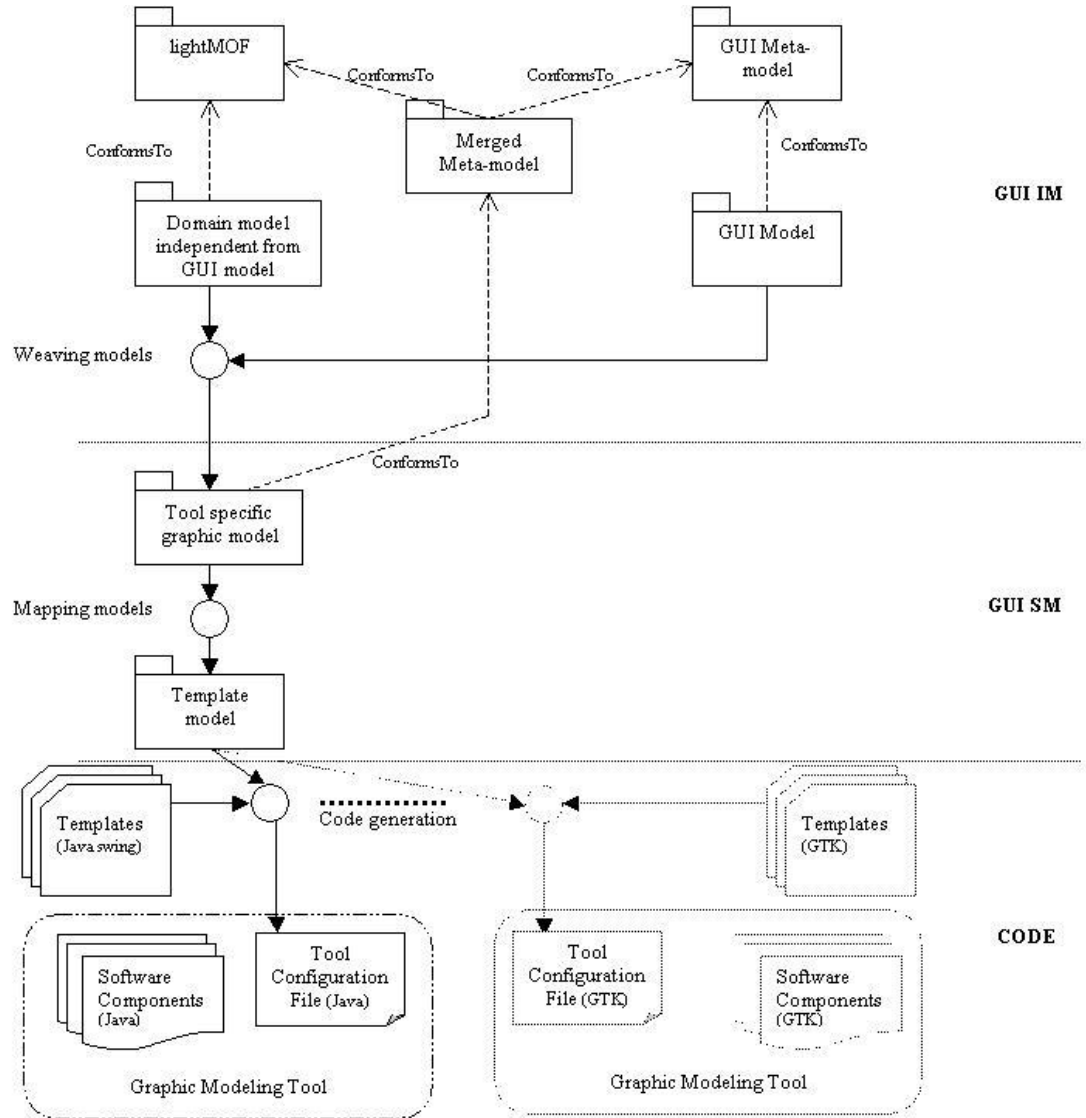 lightMOF
GUI Meta-
model
ConformsTo
ConformsTo
Merged
Meta-model
ConformsTo
ConformsTo
GUI IM
Domain model
independent from
GUI model
GUI Model
Weaving models
ConformsTo
Tool specific
graphic model
Mapping models
GUI SM
Template
model
Templates
(Java swing)
Code generation
Templates
(GTK)
CODE
Software
Components
(Java)
Tool
Configuration
File (Java)
Tool
Configuration
File (GTK)
Software
Components
(GTK)
Graphic Modeling Tool
Graphic Modeling Tool